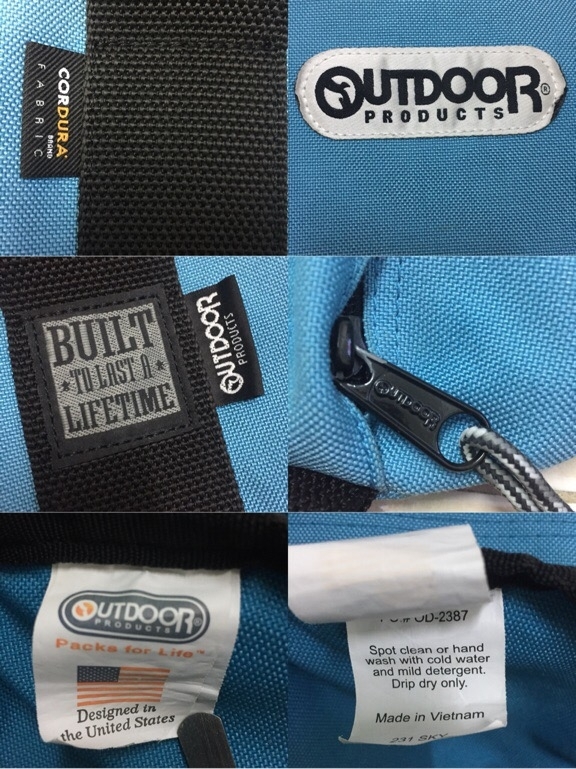 CORDURA
BRAND
FABRIC
OUTDOOR®
PRODUCTS
BUILT
TO LAST A
LIFETIME
OUTDOOR
PRODUCTS
OUTDOOR
OUTDOOR®
PRODUCTS
Packs for Life™
Designed in
the United States
OD-2387
Spot clean or hand
wash with cold water
and mild detergent.
Drip dry only.
Made in Vietnam
231 SKY